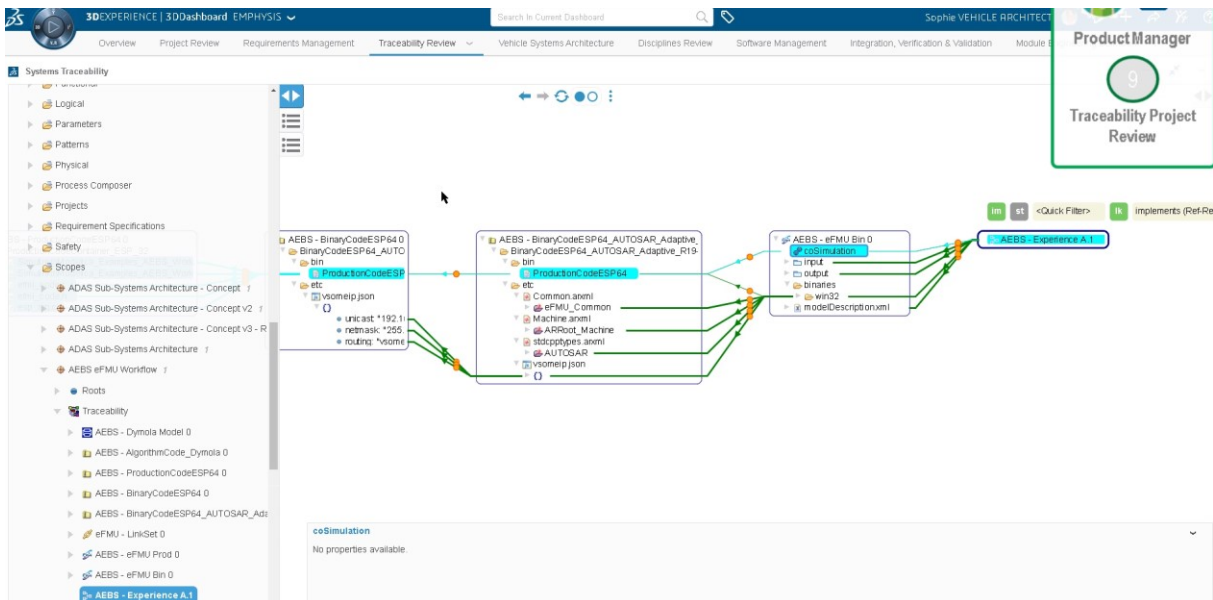 3DEXPERIENCE | 3DDashboard EMPHYSIS
Search In Current Dashboard
Sophie VEHICLE ARCHITECT
Overview Project Review Requirements Management Traceability Review Vehicle Systems Architecture Disciplines Review Software Management Integration, Verification & Validation Module
Product Manager
9
Traceability Project
Review
Systems Traceability
Functional
Logical
Parameters
Patterns
Physical
Process Composer
Projects
Requirement Specifications
Safety
Scopes
ADAS Sub-Systems Architecture - Concept
ADAS Sub-Systems Architecture - Concept v2
ADAS Sub-Systems Architecture - Concept v3 - R
ADAS Sub-Systems Architecture
AEBS eFMU Workflow
Roots
Traceability
AEBS - Dymola Model 0
AEBS - AlgorithmCode_Dymola 0
AEBS - ProductionCodeESP64 0
AEBS - BinaryCodeESP64 0
AEBS - BinaryCodeESP64_AUTOSAR_Ada
eFMU - LinkSet 0
AEBS - eFMU Prod 0
AEBS - eFMU Bin 0
AEBS - Experience A.1
im st <Quick Filter> lk implements (Ref-Re
AEBS - BinaryCodeESP64 0
BinaryCodeESP64_AUTO
bin
ProductionCodeESP
etc
vsomeip.json
{}
unicast: "192.1
netmask: "255.
routing: "vsome
AEBS - BinaryCodeESP64_AUTOSAR_Adaptive_
BinaryCodeESP64_AUTOSAR_Adaptive_R19-
bin
ProductionCodeESP64
etc
Common.arxml
eFMU_Common
Machine.arxml
ARRoot_Machine
stdcpptypes.arxml
AUTOSAR
vsomeip.json
{}
AEBS - eFMU Bin 0
coSimulation
input
output
binaries
win32
modelDescription.xml
AEBS - Experience A.1
coSimulation
No properties available.